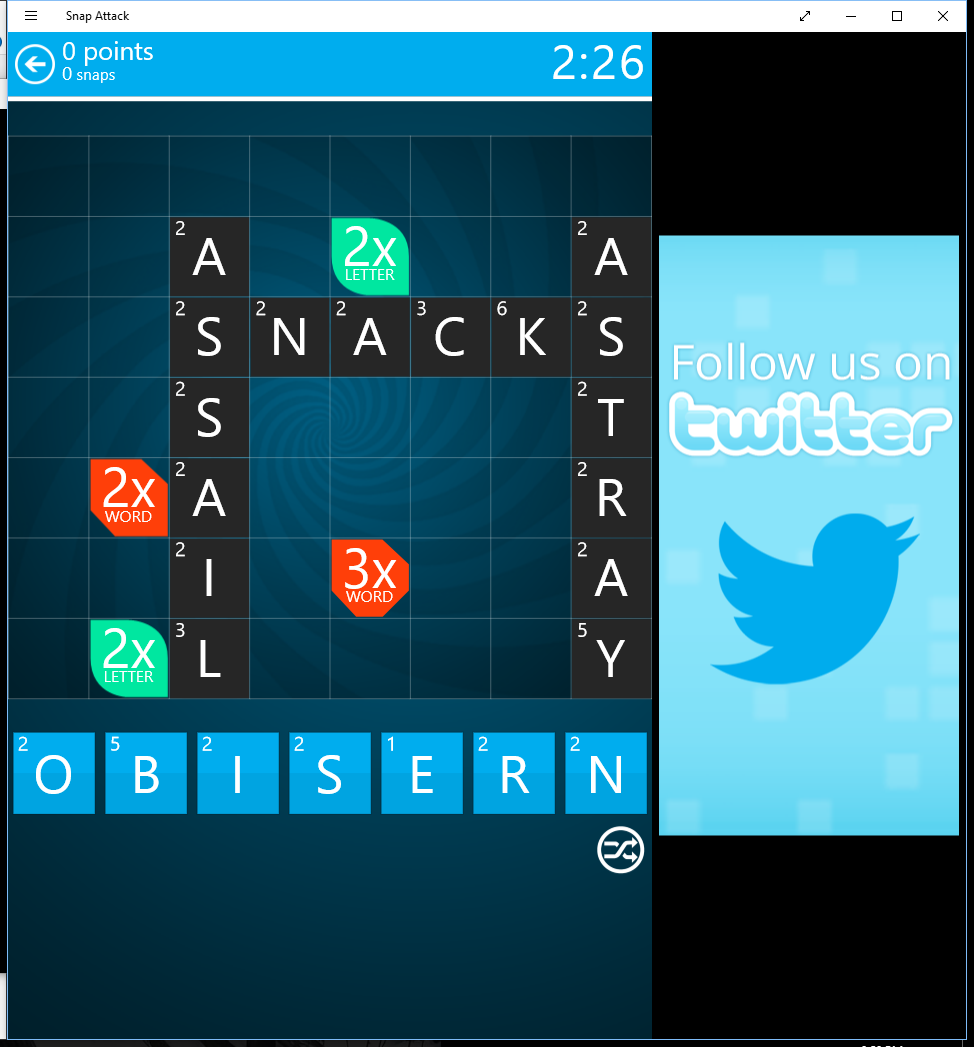 Snap Attack
0 points
0 snaps
2:26
2 A
2x
LETTER
2 A
2 S 2 N 2 A 3 C 6 K 2 S
2 S 2 T
2x
WORD
2 A 2 R
2 I
3x
WORD
2 A
2x
LETTER
3 L 5 Y
2 O 5 B 2 I 2 S 1 E 2 R 2 N
Follow us on
twitter